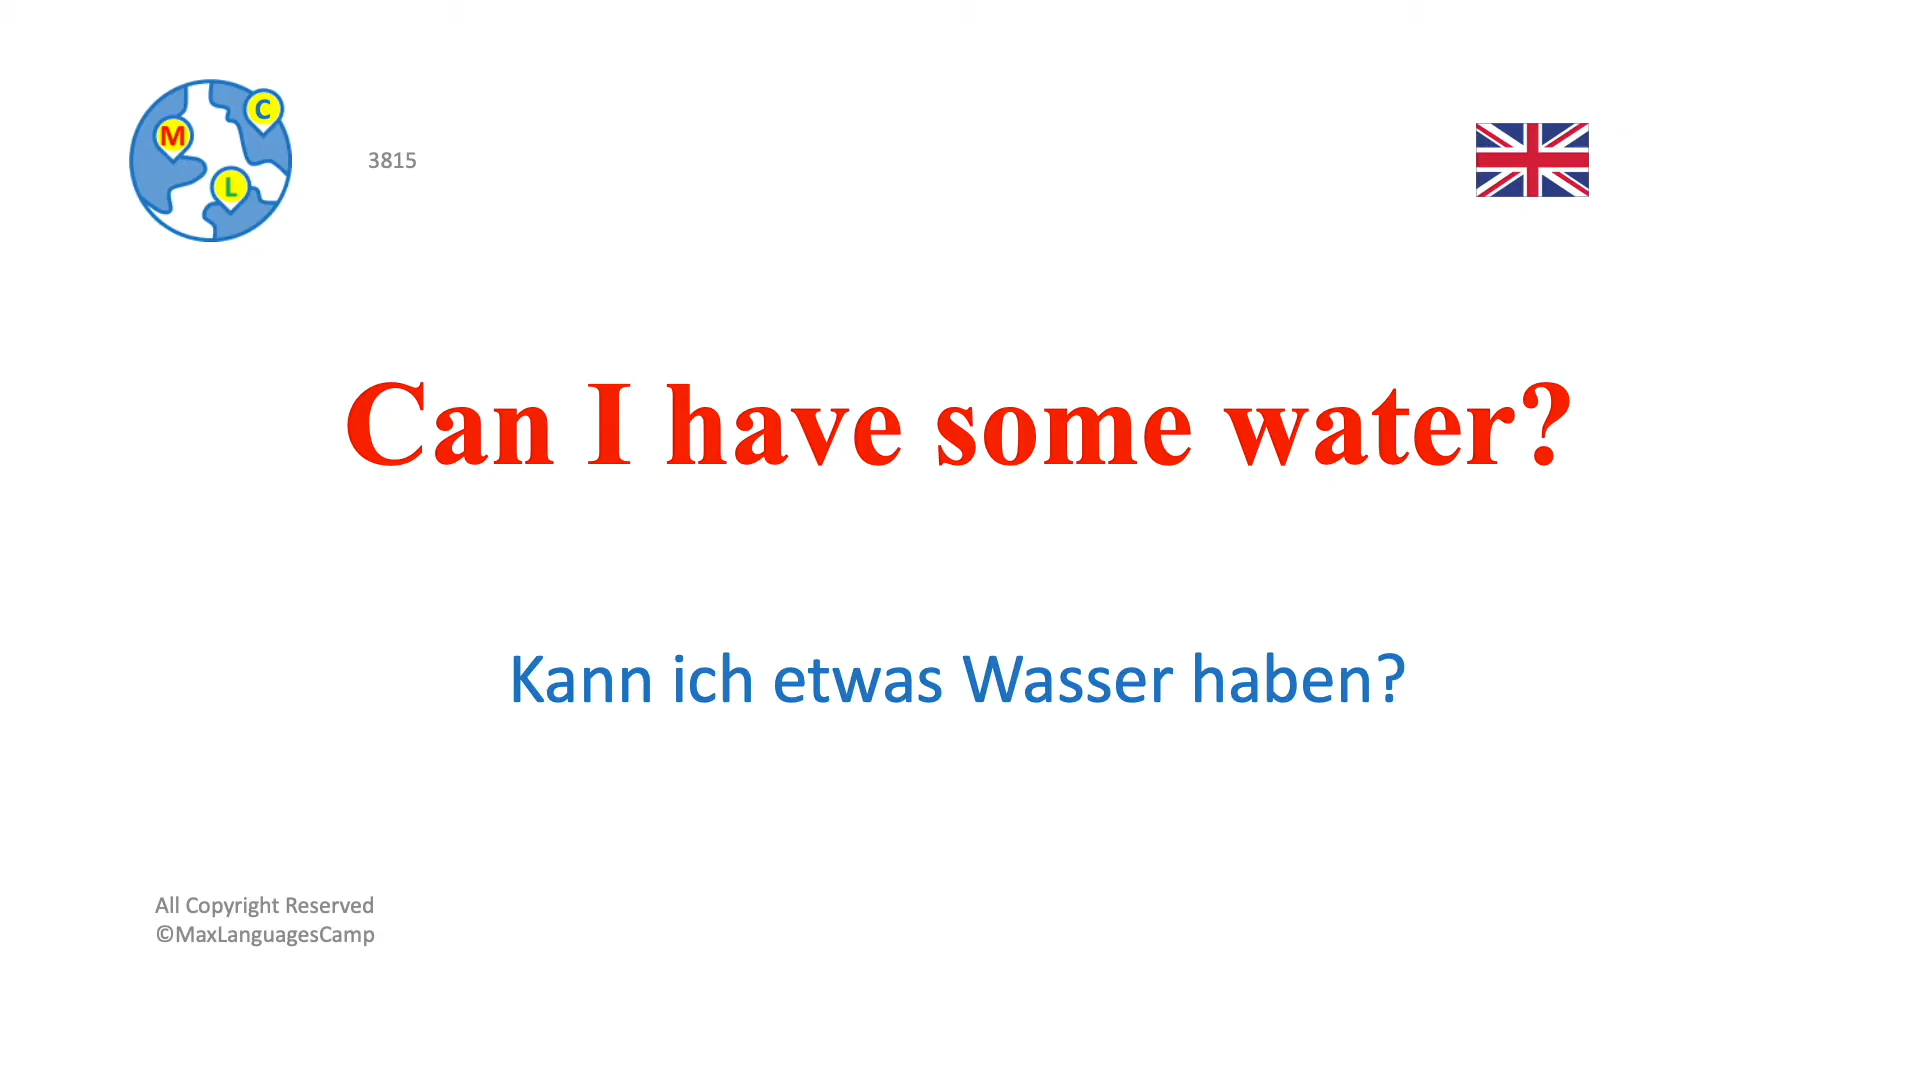 M
C
L
3815
Can I have some water?
Kann ich etwas Wasser haben?
All Copyright Reserved
©MaxLanguagesCamp